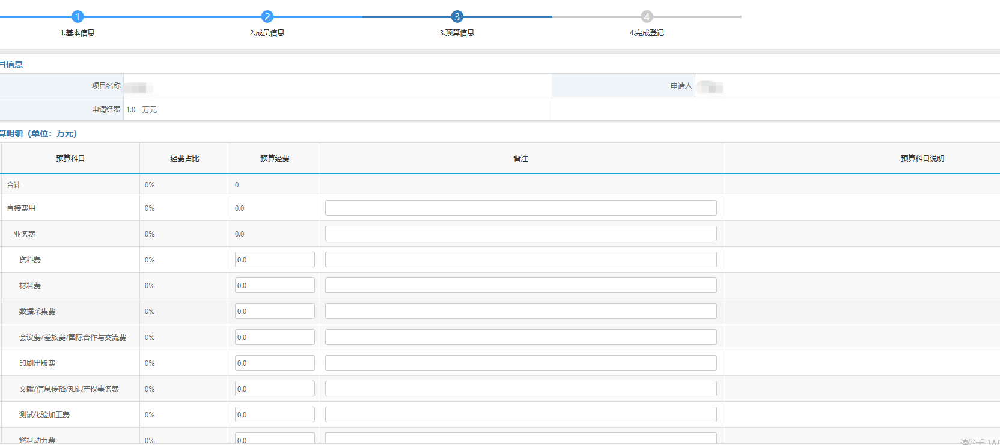 1 2 3 4
1.基本信息 2.成员信息 3.预算信息 4.完成登记
目信息
项目名称 申请人
申请经费 1.0 万元
算明细（单位：万元）
预算科目 经费占比 预算经费 备注 预算科目说明
合计 0% 0
直接费用 0% 0.0
业务费 0% 0.0
资料费 0% 0.0
材料费 0% 0.0
数据采集费 0% 0.0
会议费/差旅费/国际合作与交流费 0% 0.0
印刷出版费 0% 0.0
文献/信息传播/知识产权事务费 0% 0.0
测试化验加工费 0% 0.0
燃料动力费 0% 0.0
激活 W